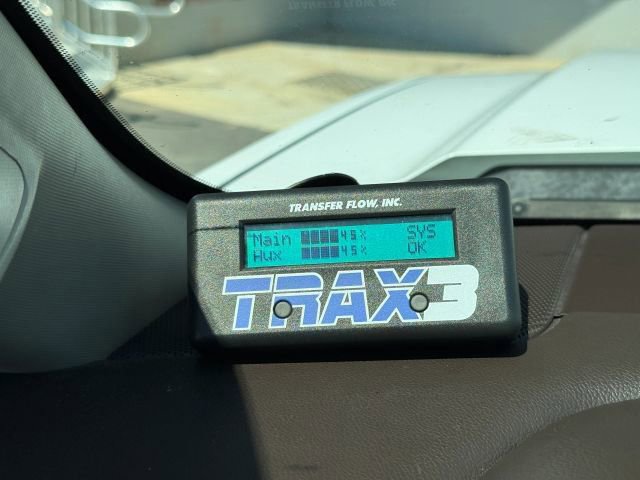 TRANSFER FLOW, INC.
Main 45% SYS
Aux 45% OK
TRAX3